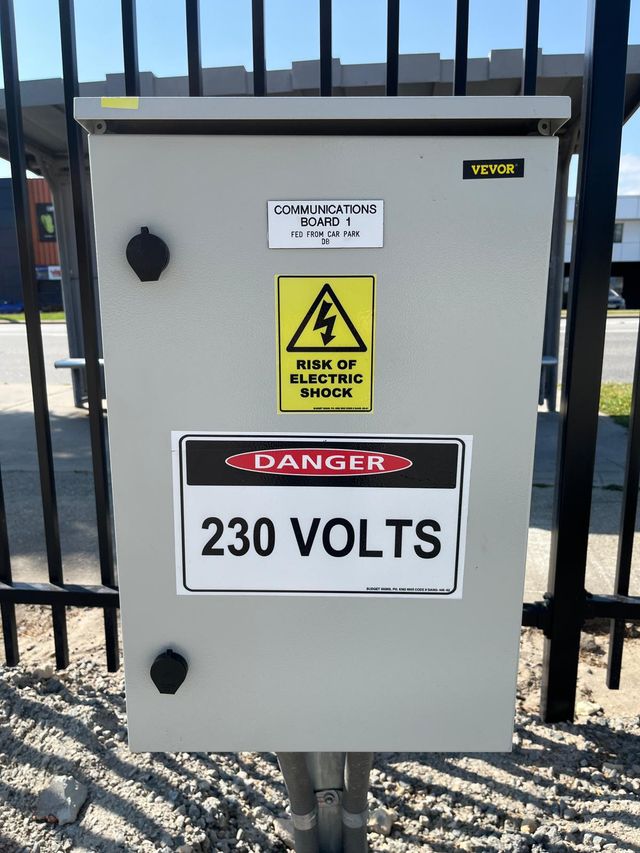 VEVOR
COMMUNICATIONS
BOARD 1
FED FROM CAR PARK
DB
RISK OF
ELECTRIC
SHOCK
DANGER
230 VOLTS